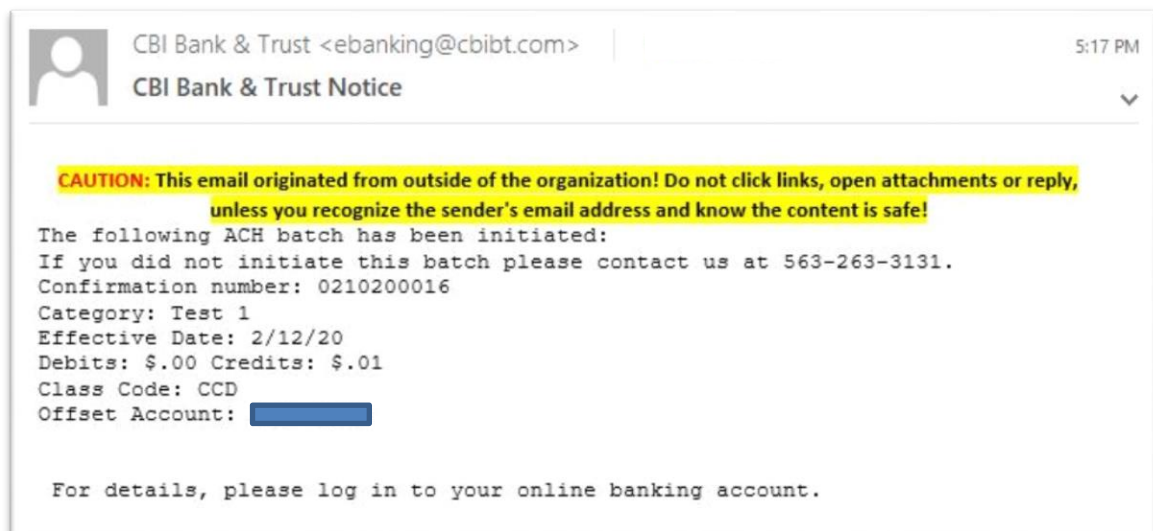 CBI Bank & Trust <ebanking@cbibt.com>
5:17 PM
CBI Bank & Trust Notice
CAUTION: This email originated from outside of the organization! Do not click links, open attachments or reply,
unless you recognize the sender's email address and know the content is safe!
The following ACH batch has been initiated:
If you did not initiate this batch please contact us at 563-263-3131.
Confirmation number: 0210200016
Category: Test 1
Effective Date: 2/12/20
Debits: $.00 Credits: $.01
Class Code: CCD
Offset Account:
For details, please log in to your online banking account.